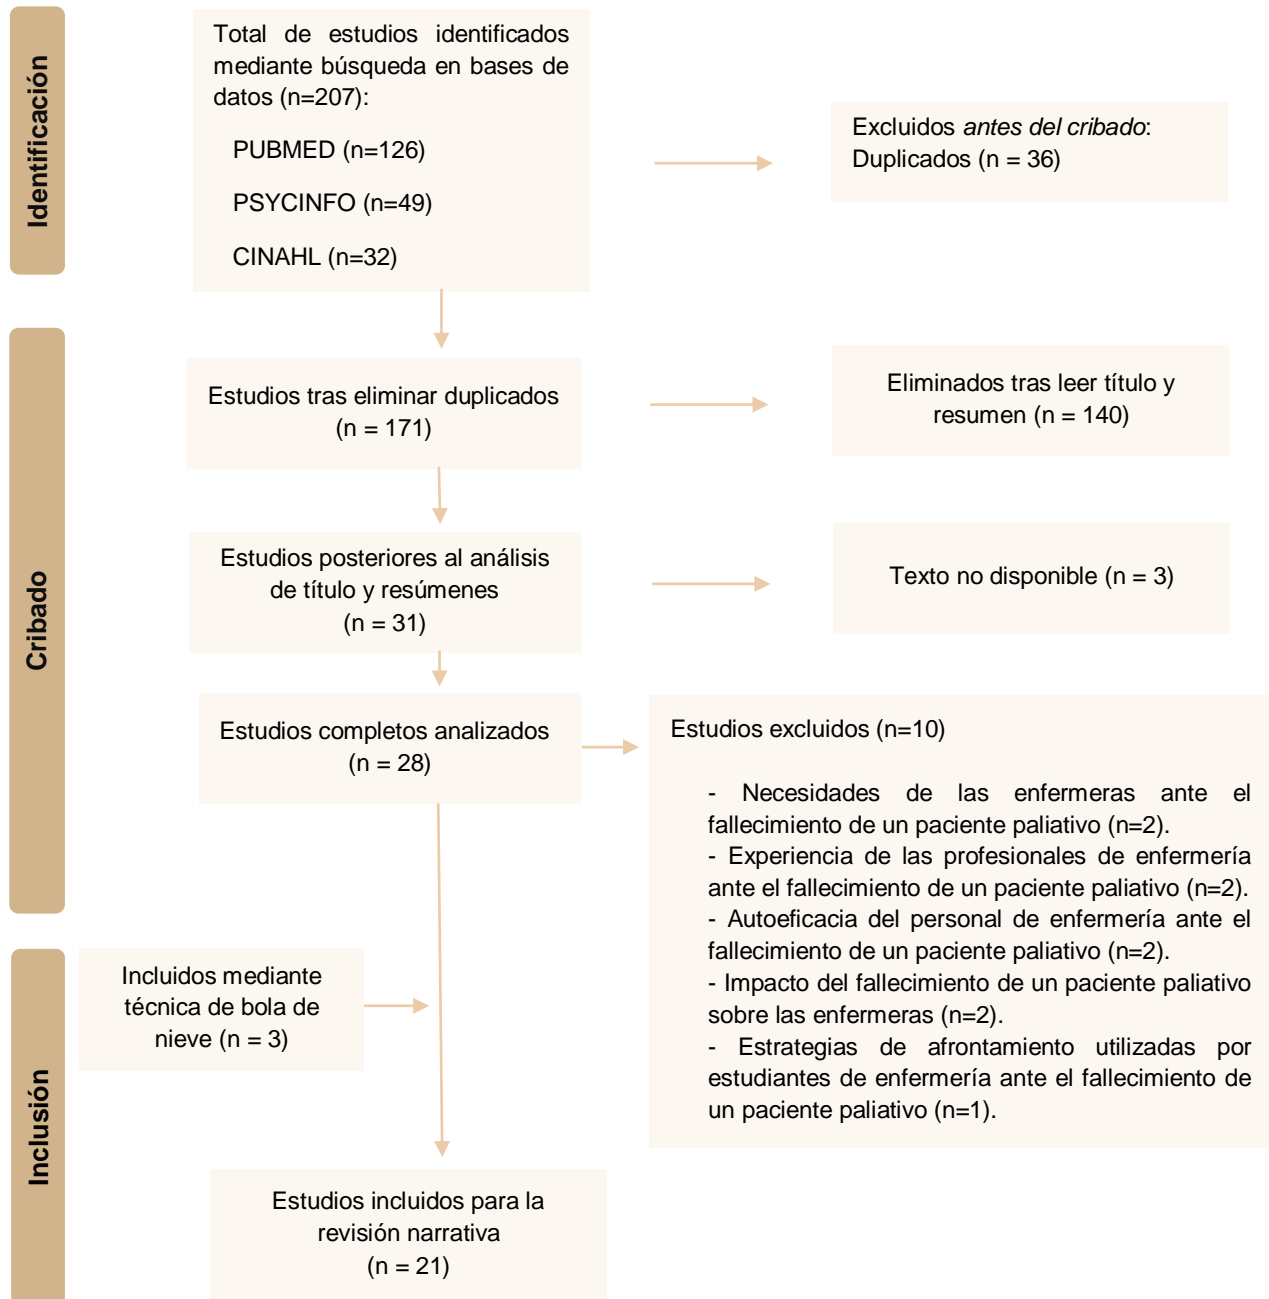 Identificación
Total de estudios identificados
mediante búsqueda en bases de
datos (n=207):
PUBMED (n=126)
PSYCINFO (n=49)
CINAHL (n=32)
Excluidos antes del cribado:
Duplicados (n = 36)
Cribado
Estudios tras eliminar duplicados
(n = 171)
Eliminados tras leer título y
resumen (n = 140)
Estudios posteriores al análisis
de título y resúmenes
(n = 31)
Texto no disponible (n = 3)
Estudios completos analizados
(n = 28)
Estudios excluidos (n=10)
- Necesidades de las enfermeras ante el
fallecimiento de un paciente paliativo (n=2).
- Experiencia de las profesionales de enfermería
ante el fallecimiento de un paciente paliativo (n=2).
- Autoeficacia del personal de enfermería ante el
fallecimiento de un paciente paliativo (n=2).
- Impacto del fallecimiento de un paciente paliativo
sobre las enfermeras (n=2).
- Estrategias de afrontamiento utilizadas por
estudiantes de enfermería ante el fallecimiento de
un paciente paliativo (n=1).
Inclusión
Incluidos mediante
técnica de bola de
nieve (n = 3)
Estudios incluidos para la
revisión narrativa
(n = 21)